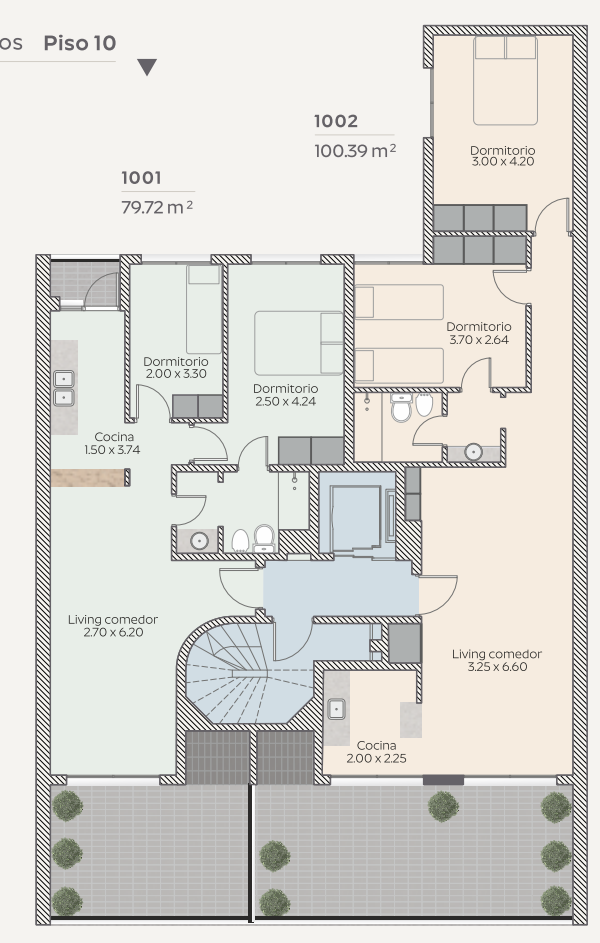 os Piso 10
1002
100.39 m²
1001
79.72 m²
Dormitorio
3.00 x 4.20
Dormitorio
3.70 x 2.64
Dormitorio
2.00 x 3.30
Dormitorio
2.50 x 4.24
Cocina
1.50 x 3.74
Living comedor
2.70 x 6.20
Living comedor
3.25 x 6.60
Cocina
2.00 x 2.25